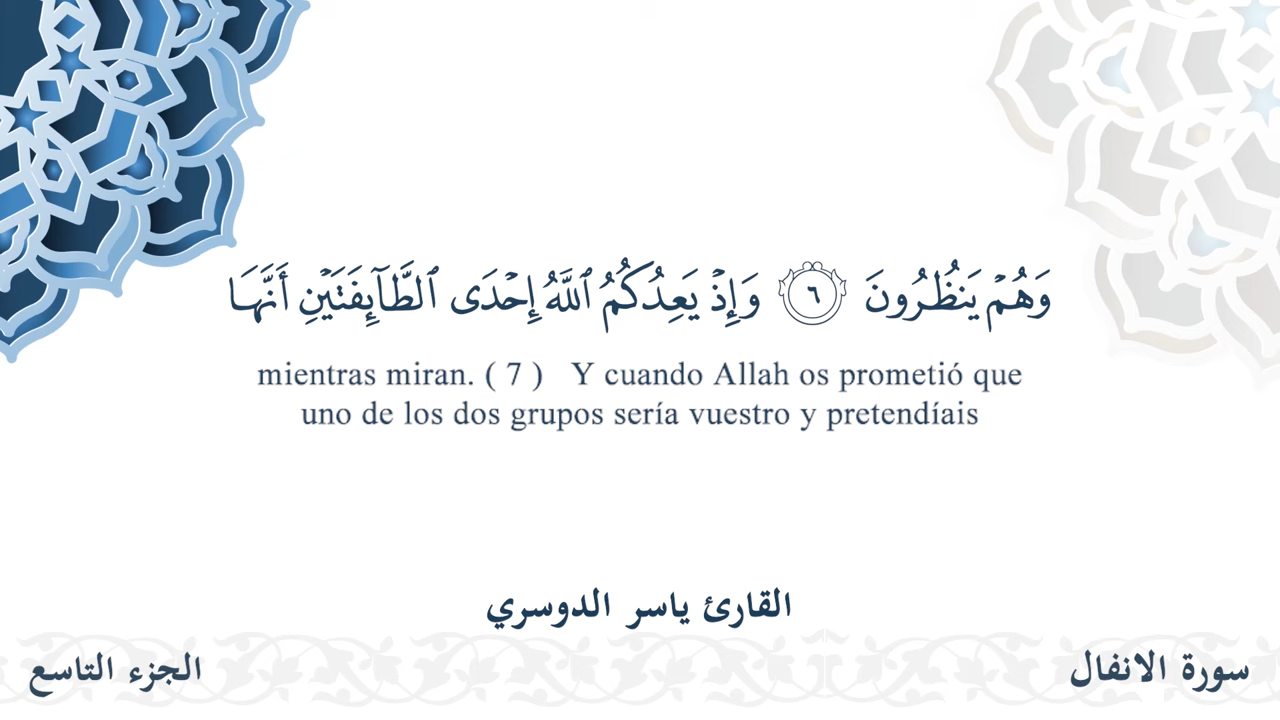 وَهُمْ يَنظُرُونَ ٦ وَإِذْ يَعِدُكُمُ ٱللَّهُ إِحْدَى ٱلطَّآئِفَتَيْنِ أَنَّهَا
mientras miran. ( 7 ) Y cuando Allah os prometió que
uno de los dos grupos sería vuestro y pretendíais
القارئ ياسر الدوسري
سورة الانفال
الجزء التاسع